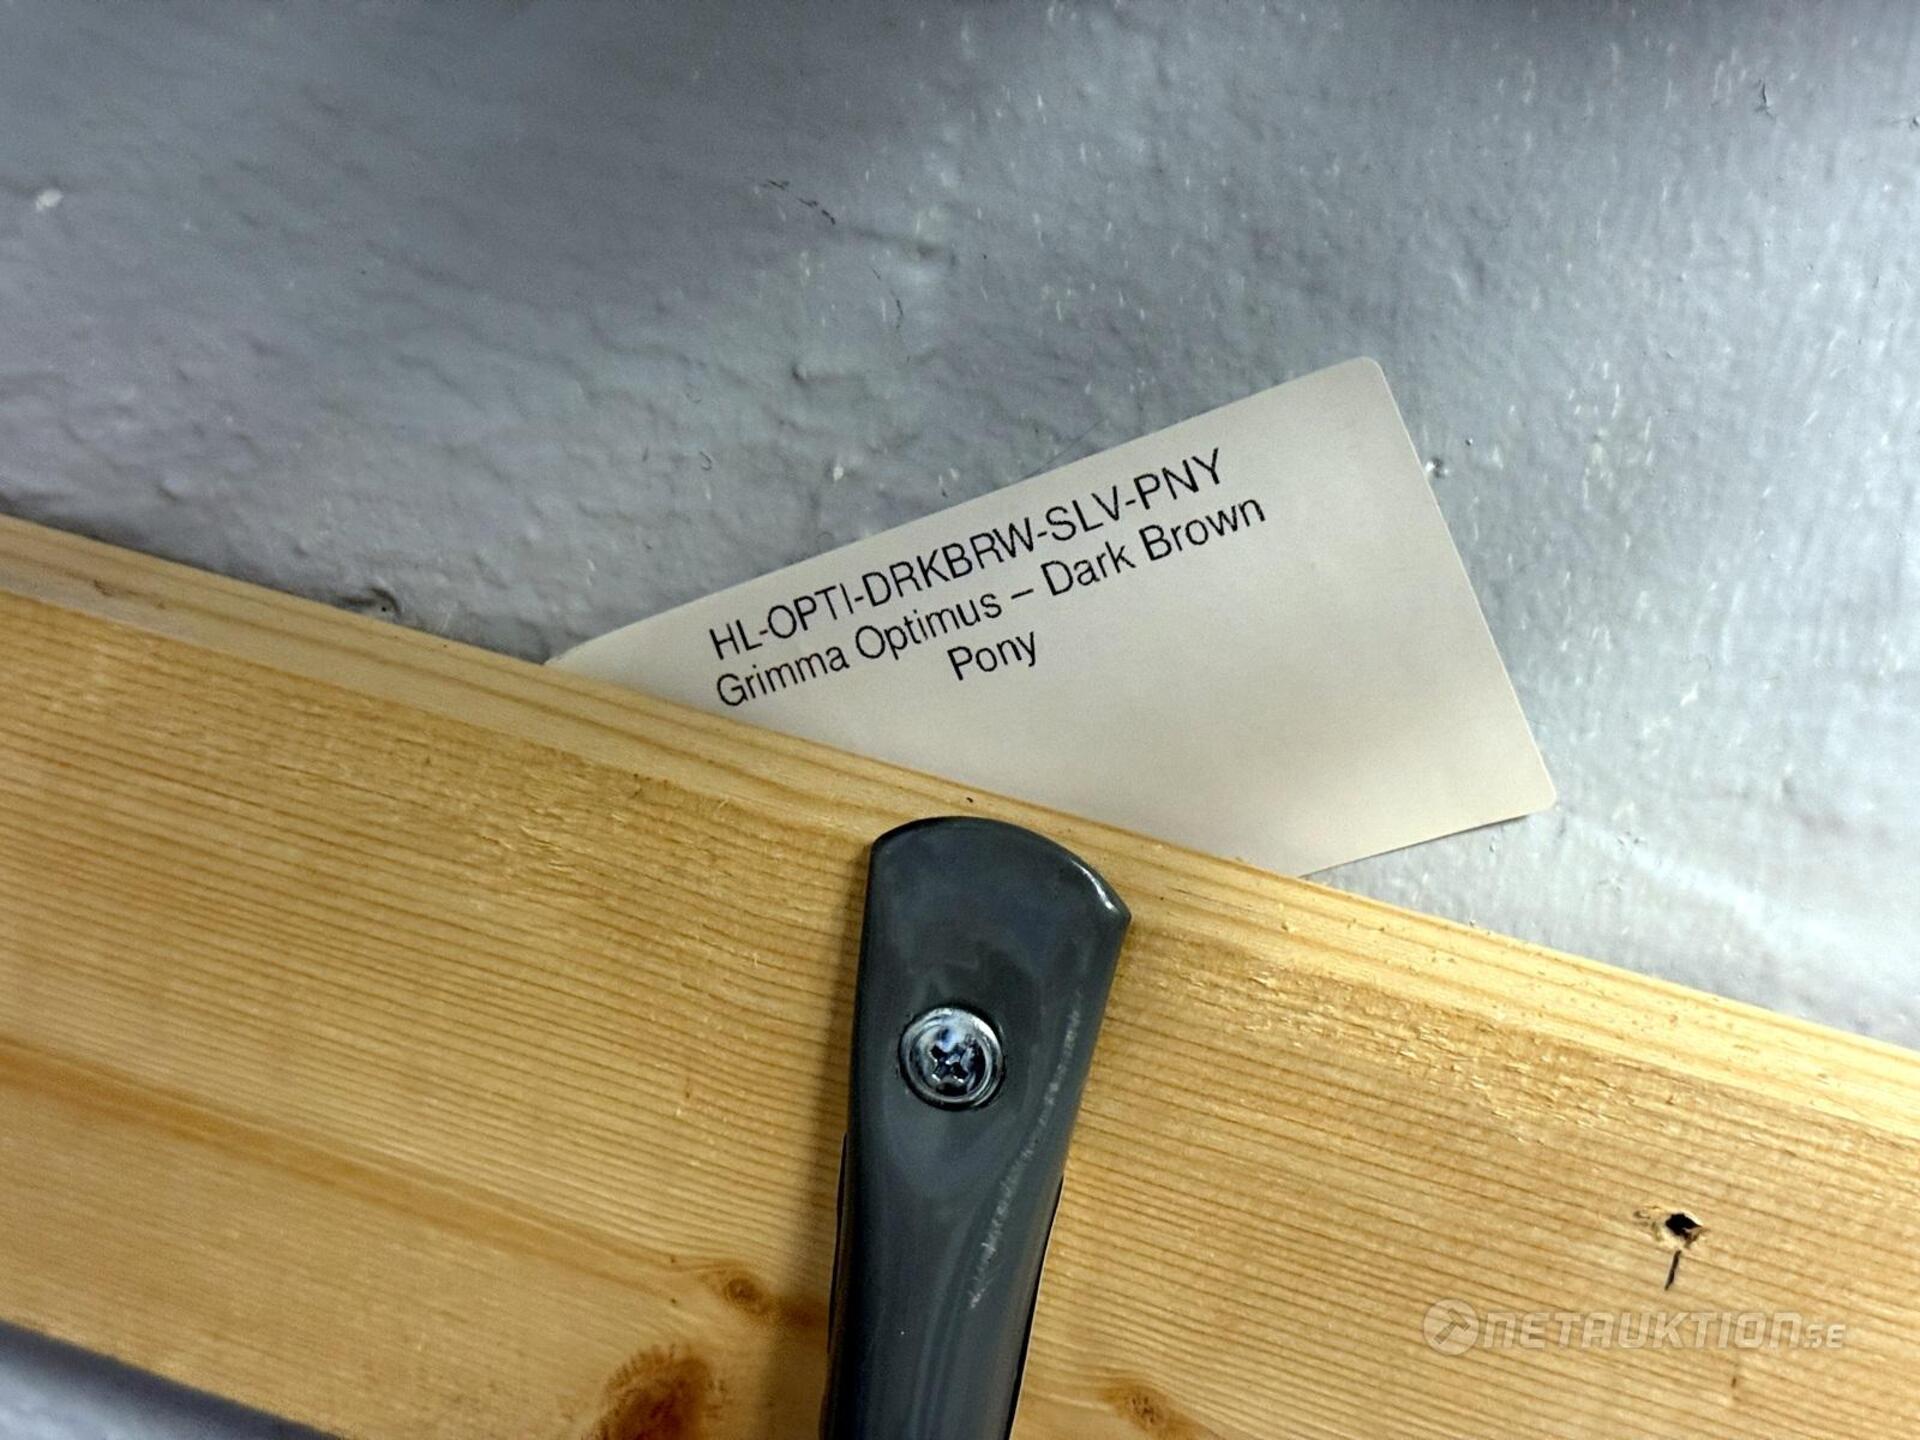 HL-OPTI-DRKBRW-SLV-PNY
Grimma Optimus – Dark Brown
Pony
NETAUKTION.SE